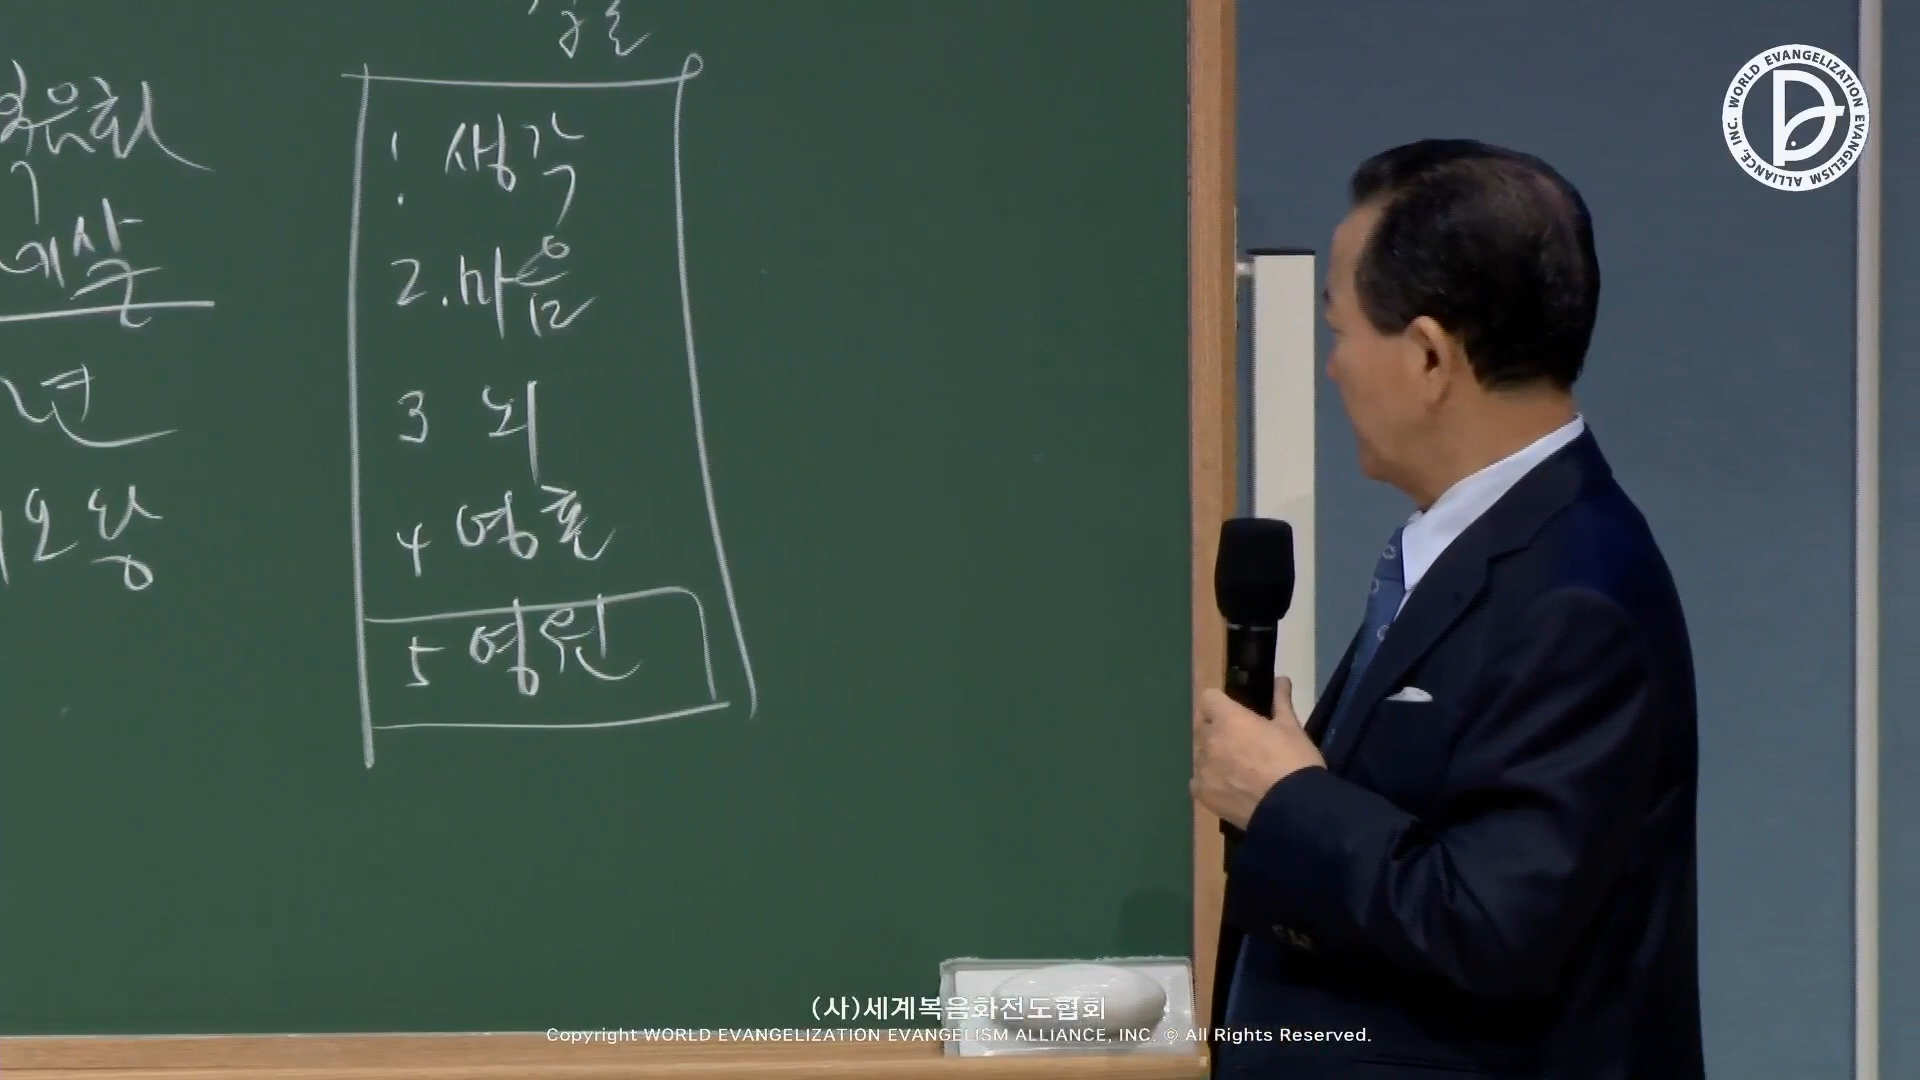 1. 생각
2. 마음
3 뇌
4 영혼
5 영원
오왕
WORLD EVANGELIZATION EVANGELISM ALLIANCE, INC.
(사)세계복음화전도협회
Copyright WORLD EVANGELIZATION EVANGELISM ALLIANCE, INC. © All Rights Reserved.